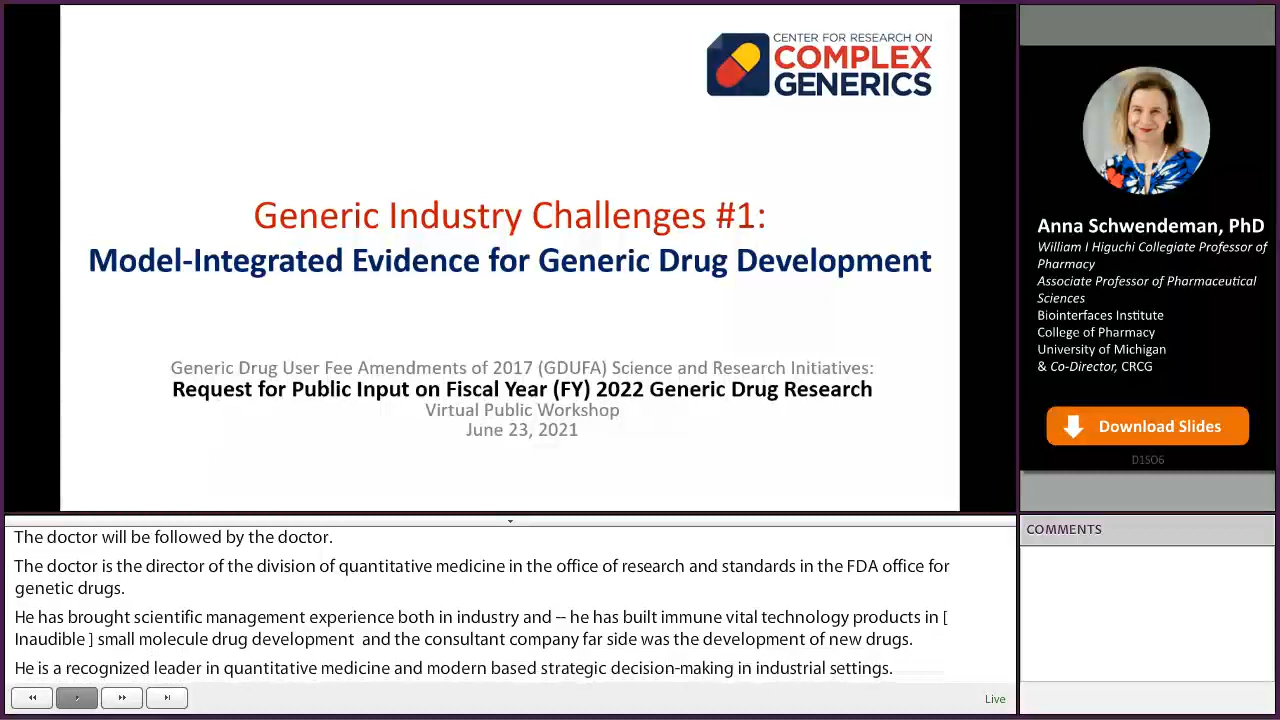 CENTER FOR RESEARCH ON
COMPLEX
GENERICS
Generic Industry Challenges #1:
Model-Integrated Evidence for Generic Drug Development
Generic Drug User Fee Amendments of 2017 (GDUFA) Science and Research Initiatives:
Request for Public Input on Fiscal Year (FY) 2022 Generic Drug Research
Virtual Public Workshop
June 23, 2021
Anna Schwendeman, PhD
William I Higuchi Collegiate Professor of
Pharmacy
Associate Professor of Pharmaceutical
Sciences
Biointerfaces Institute
College of Pharmacy
University of Michigan
& Co-Director, CRCG
Download Slides
D1SO6
The doctor will be followed by the doctor.
The doctor is the director of the division of quantitative medicine in the office of research and standards in the FDA office for
genetic drugs.
He has brought scientific management experience both in industry and -- he has built immune vital technology products in [
Inaudible ] small molecule drug development  and the consultant company far side was the development of new drugs.
He is a recognized leader in quantitative medicine and modern based strategic decision-making in industrial settings.
Live
COMMENTS